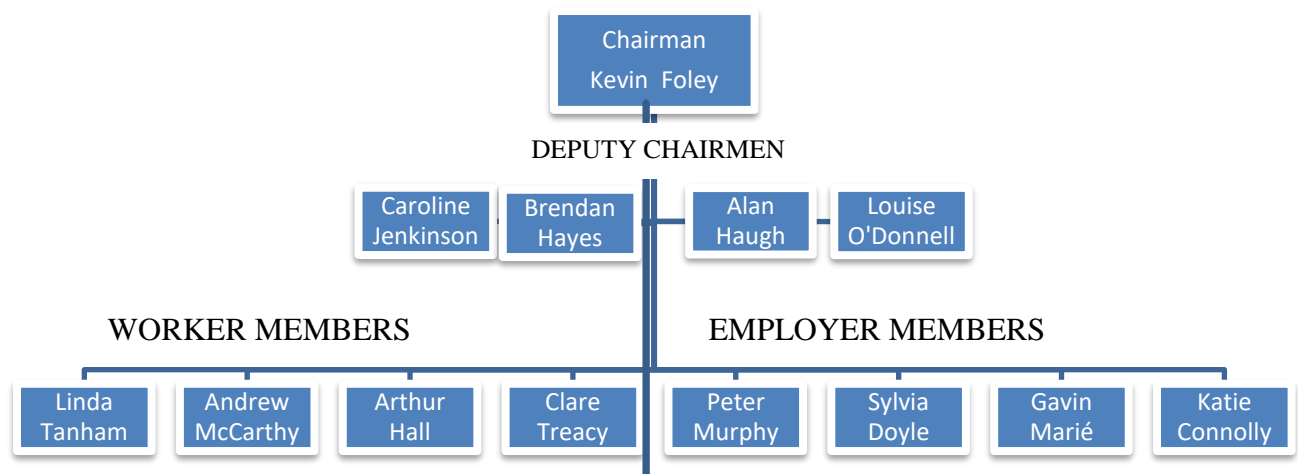 Chairman
Kevin Foley
DEPUTY CHAIRMEN
Caroline
Jenkinson
Brendan
Hayes
Alan
Haugh
Louise
O'Donnell
WORKER MEMBERS
EMPLOYER MEMBERS
Linda
Tanham
Andrew
McCarthy
Arthur
Hall
Clare
Treacy
Peter
Murphy
Sylvia
Doyle
Gavin
Marié
Katie
Connolly